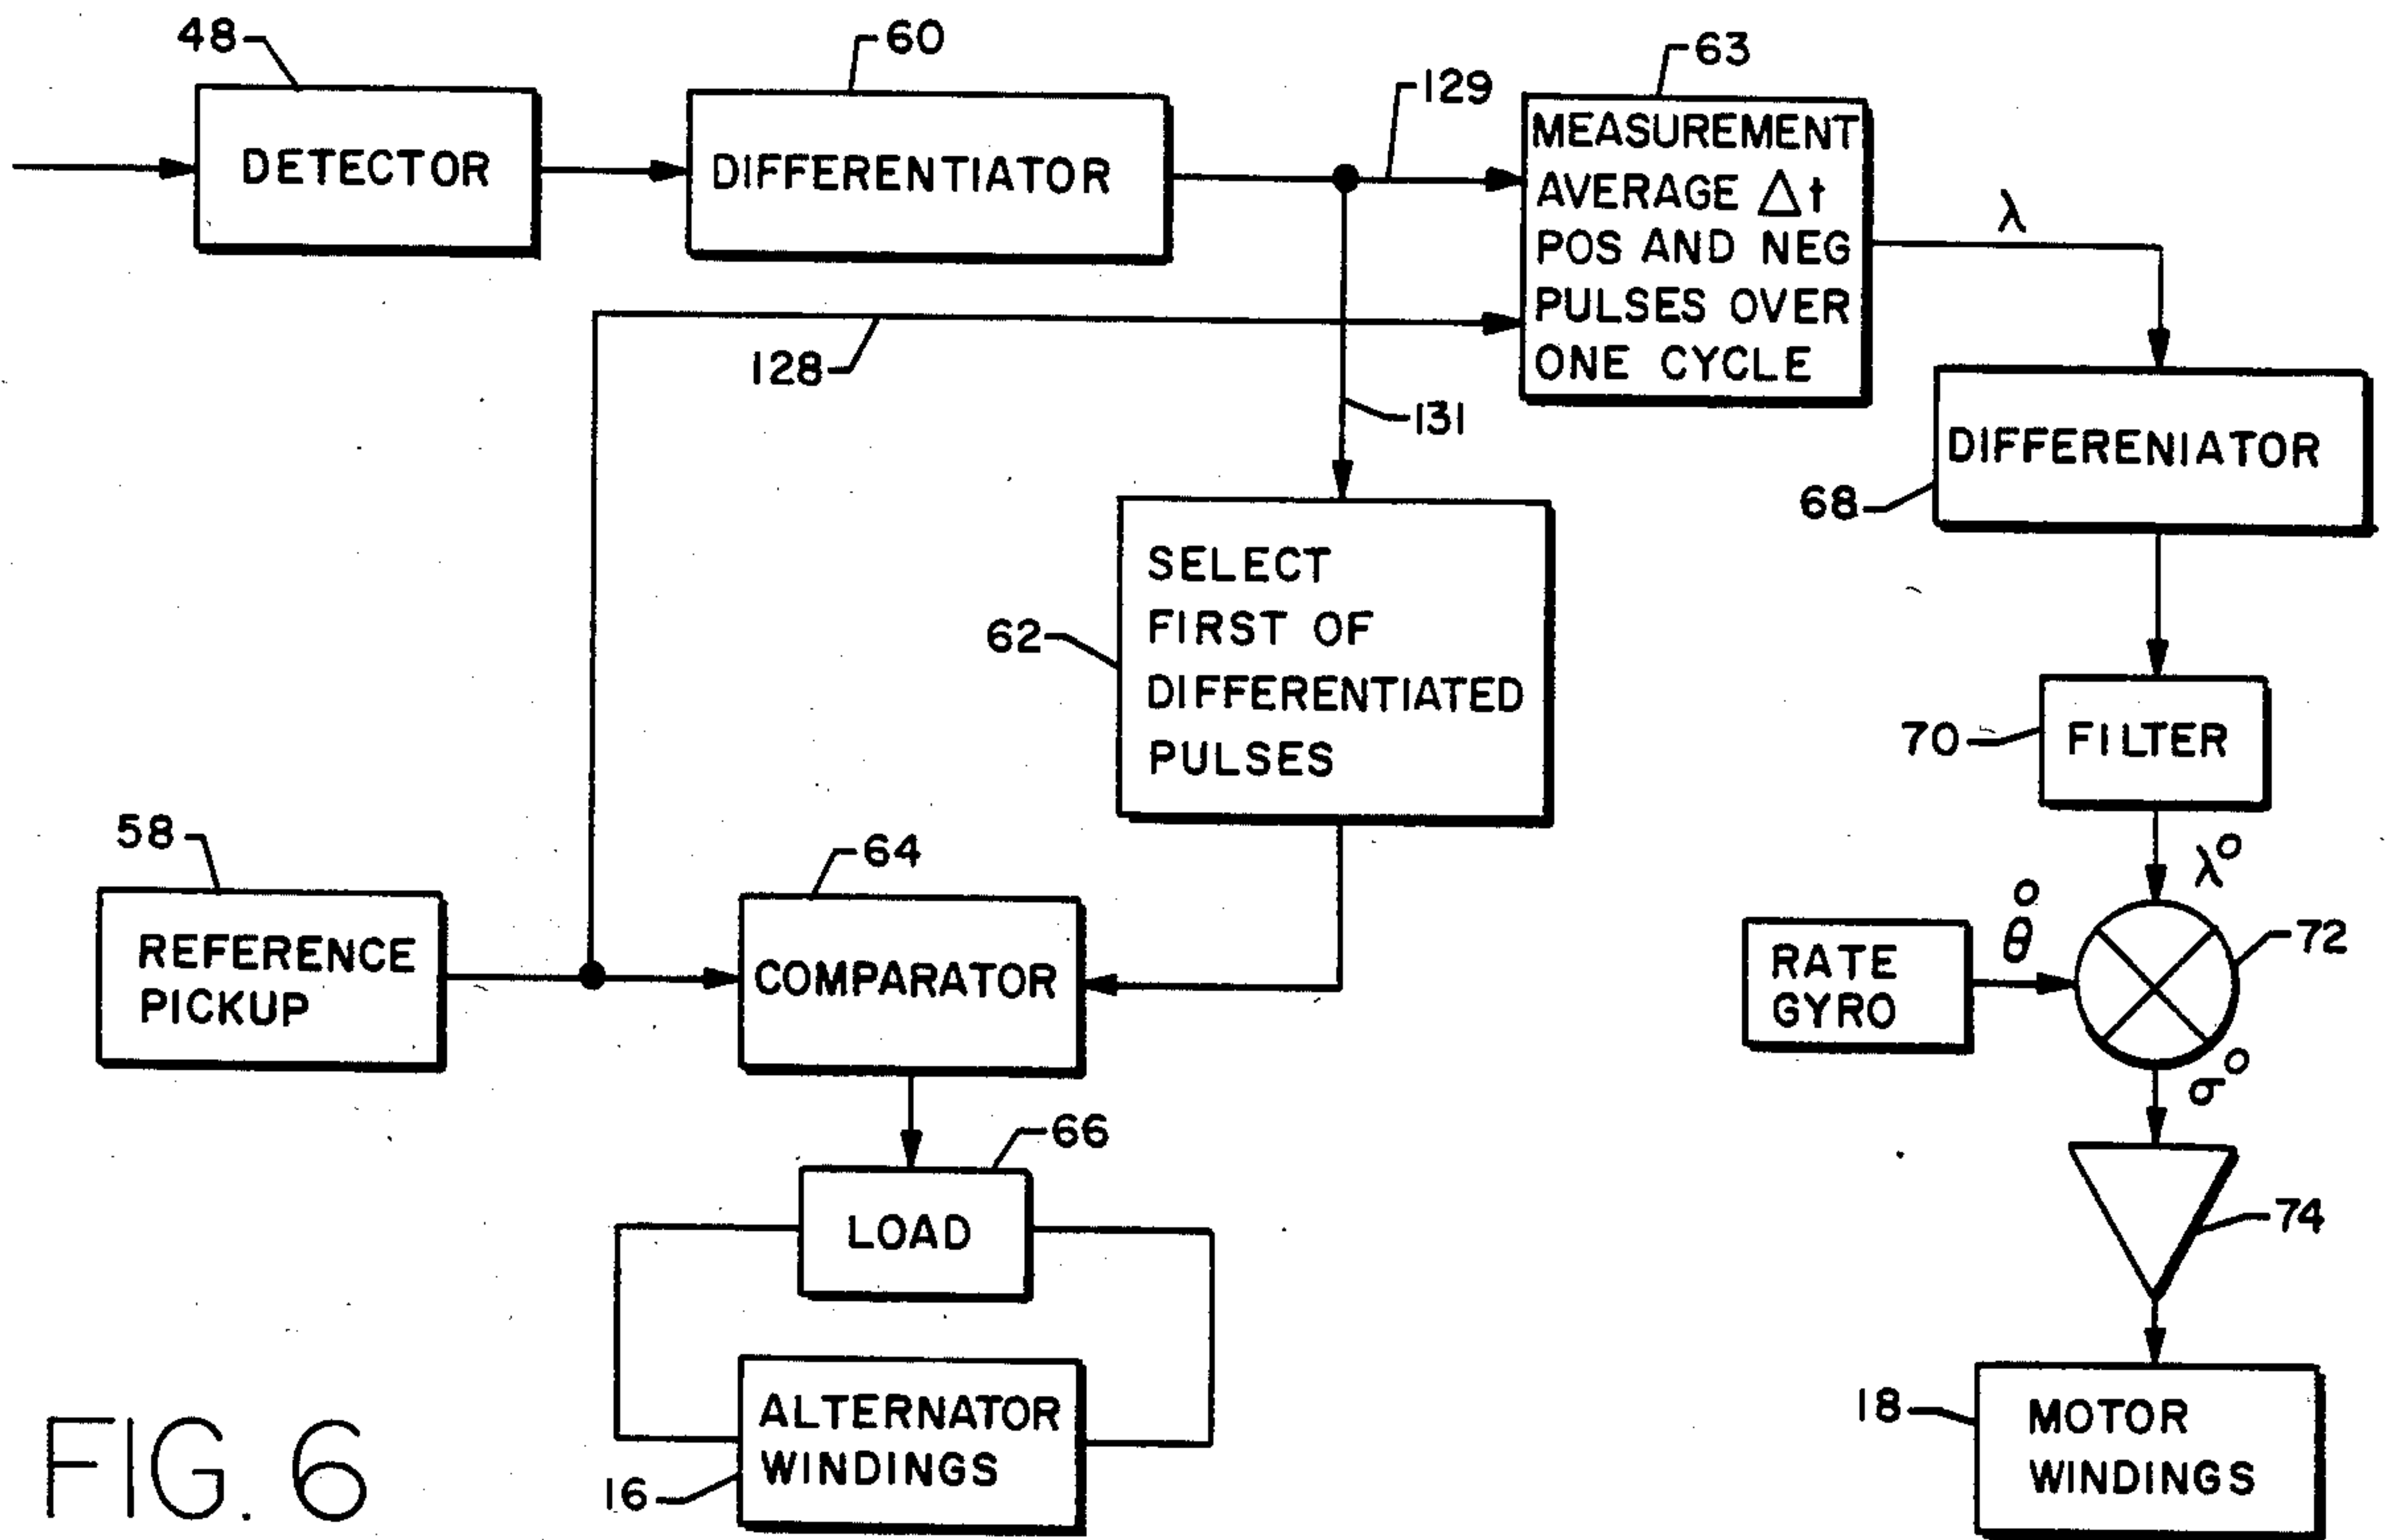 48
60
63
129
DETECTOR
DIFFERENTIATOR
MEASUREMENT
AVERAGE Δt
POS AND NEG
PULSES OVER
ONE CYCLE
λ
128
131
DIFFERENIATOR
68
SELECT
FIRST OF
DIFFERENTIATED
PULSES
62
70
FILTER
58
64
λ°
θ°
72
REFERENCE
PICKUP
COMPARATOR
RATE
GYRO
σ°
66
LOAD
74
ALTERNATOR
WINDINGS
16
18
MOTOR
WINDINGS
FIG. 6